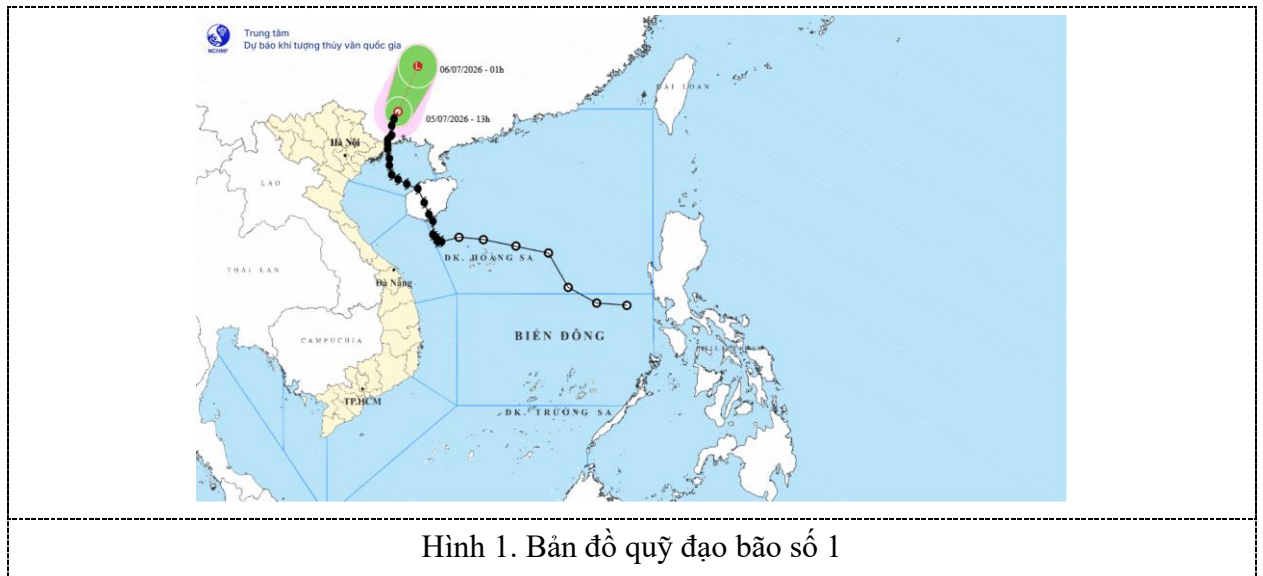 Trung tâm
Dự báo khí tượng thủy văn quốc gia
NCHMF
L
06/07/2026 - 01h
05/07/2026 - 13h
ĐÀI LOAN
Hà Nội
LÀO
THÁI LAN
ĐK. HOÀNG SA
Đà Nẵng
CAMPUCHIA
BIỂN ĐÔNG
TP.HCM
ĐK. TRƯỜNG SA
Hình 1. Bản đồ quỹ đạo bão số 1